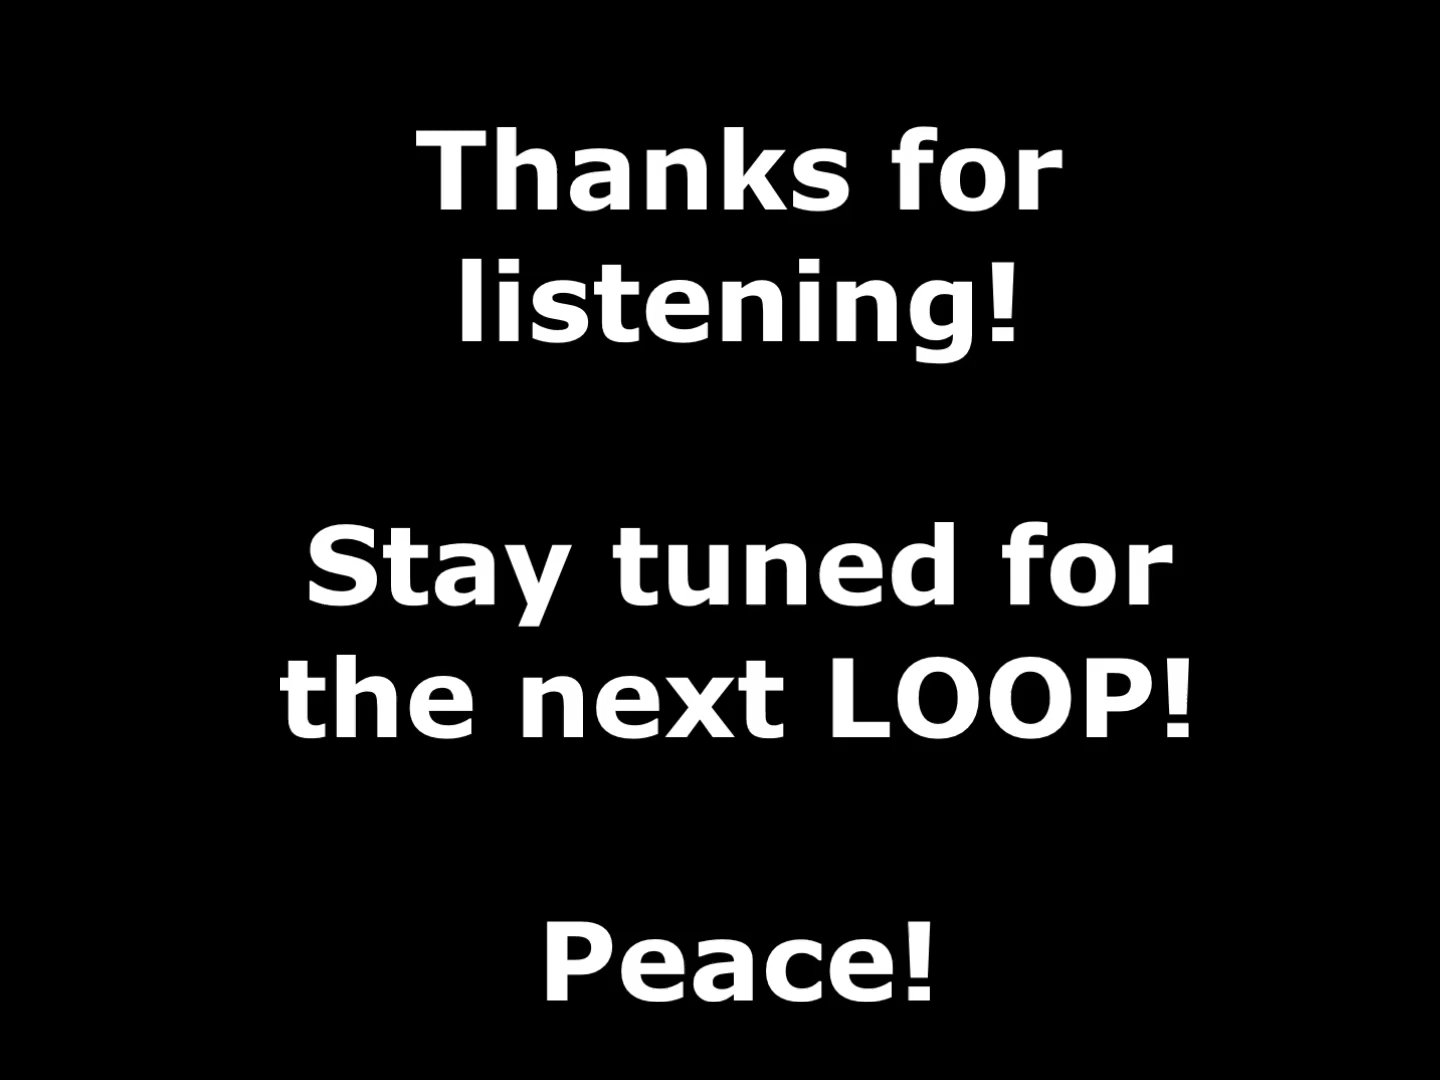 Thanks for
listening!
Stay tuned for
the next LOOP!
Peace!